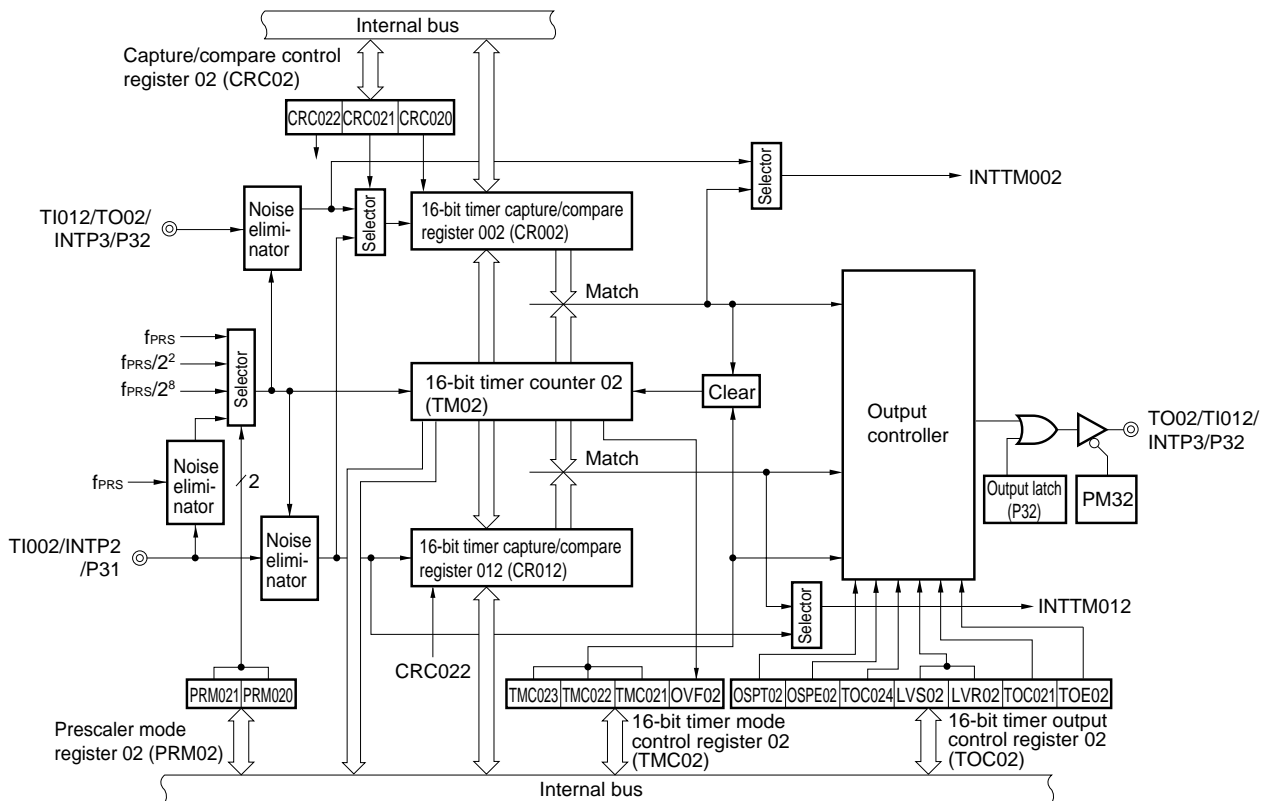 Internal bus
Capture/compare control
register 02 (CRC02)
CRC022 CRC021 CRC020
Selector
INTTM002
TI012/TO02/
INTP3/P32
Noise
elimi-
nator
Selector
16-bit timer capture/compare
register 002 (CR002)
Match
fPRS
fPRS/2²
fPRS/2⁸
Selector
16-bit timer counter 02
(TM02)
Clear
Output
controller
TO02/TI012/
INTP3/P32
Match
fPRS
Noise
elimi-
nator
2
Output latch
(P32)
PM32
TI002/INTP2
/P31
Noise
elimi-
nator
16-bit timer capture/compare
register 012 (CR012)
Selector
INTTM012
CRC022
PRM021 PRM020
TMC023 TMC022 TMC021 OVF02
OSPT02 OSPE02 TOC024 LVS02 LVR02 TOC021 TOE02
Prescaler mode
register 02 (PRM02)
16-bit timer mode
control register 02
(TMC02)
16-bit timer output
control register 02
(TOC02)
Internal bus